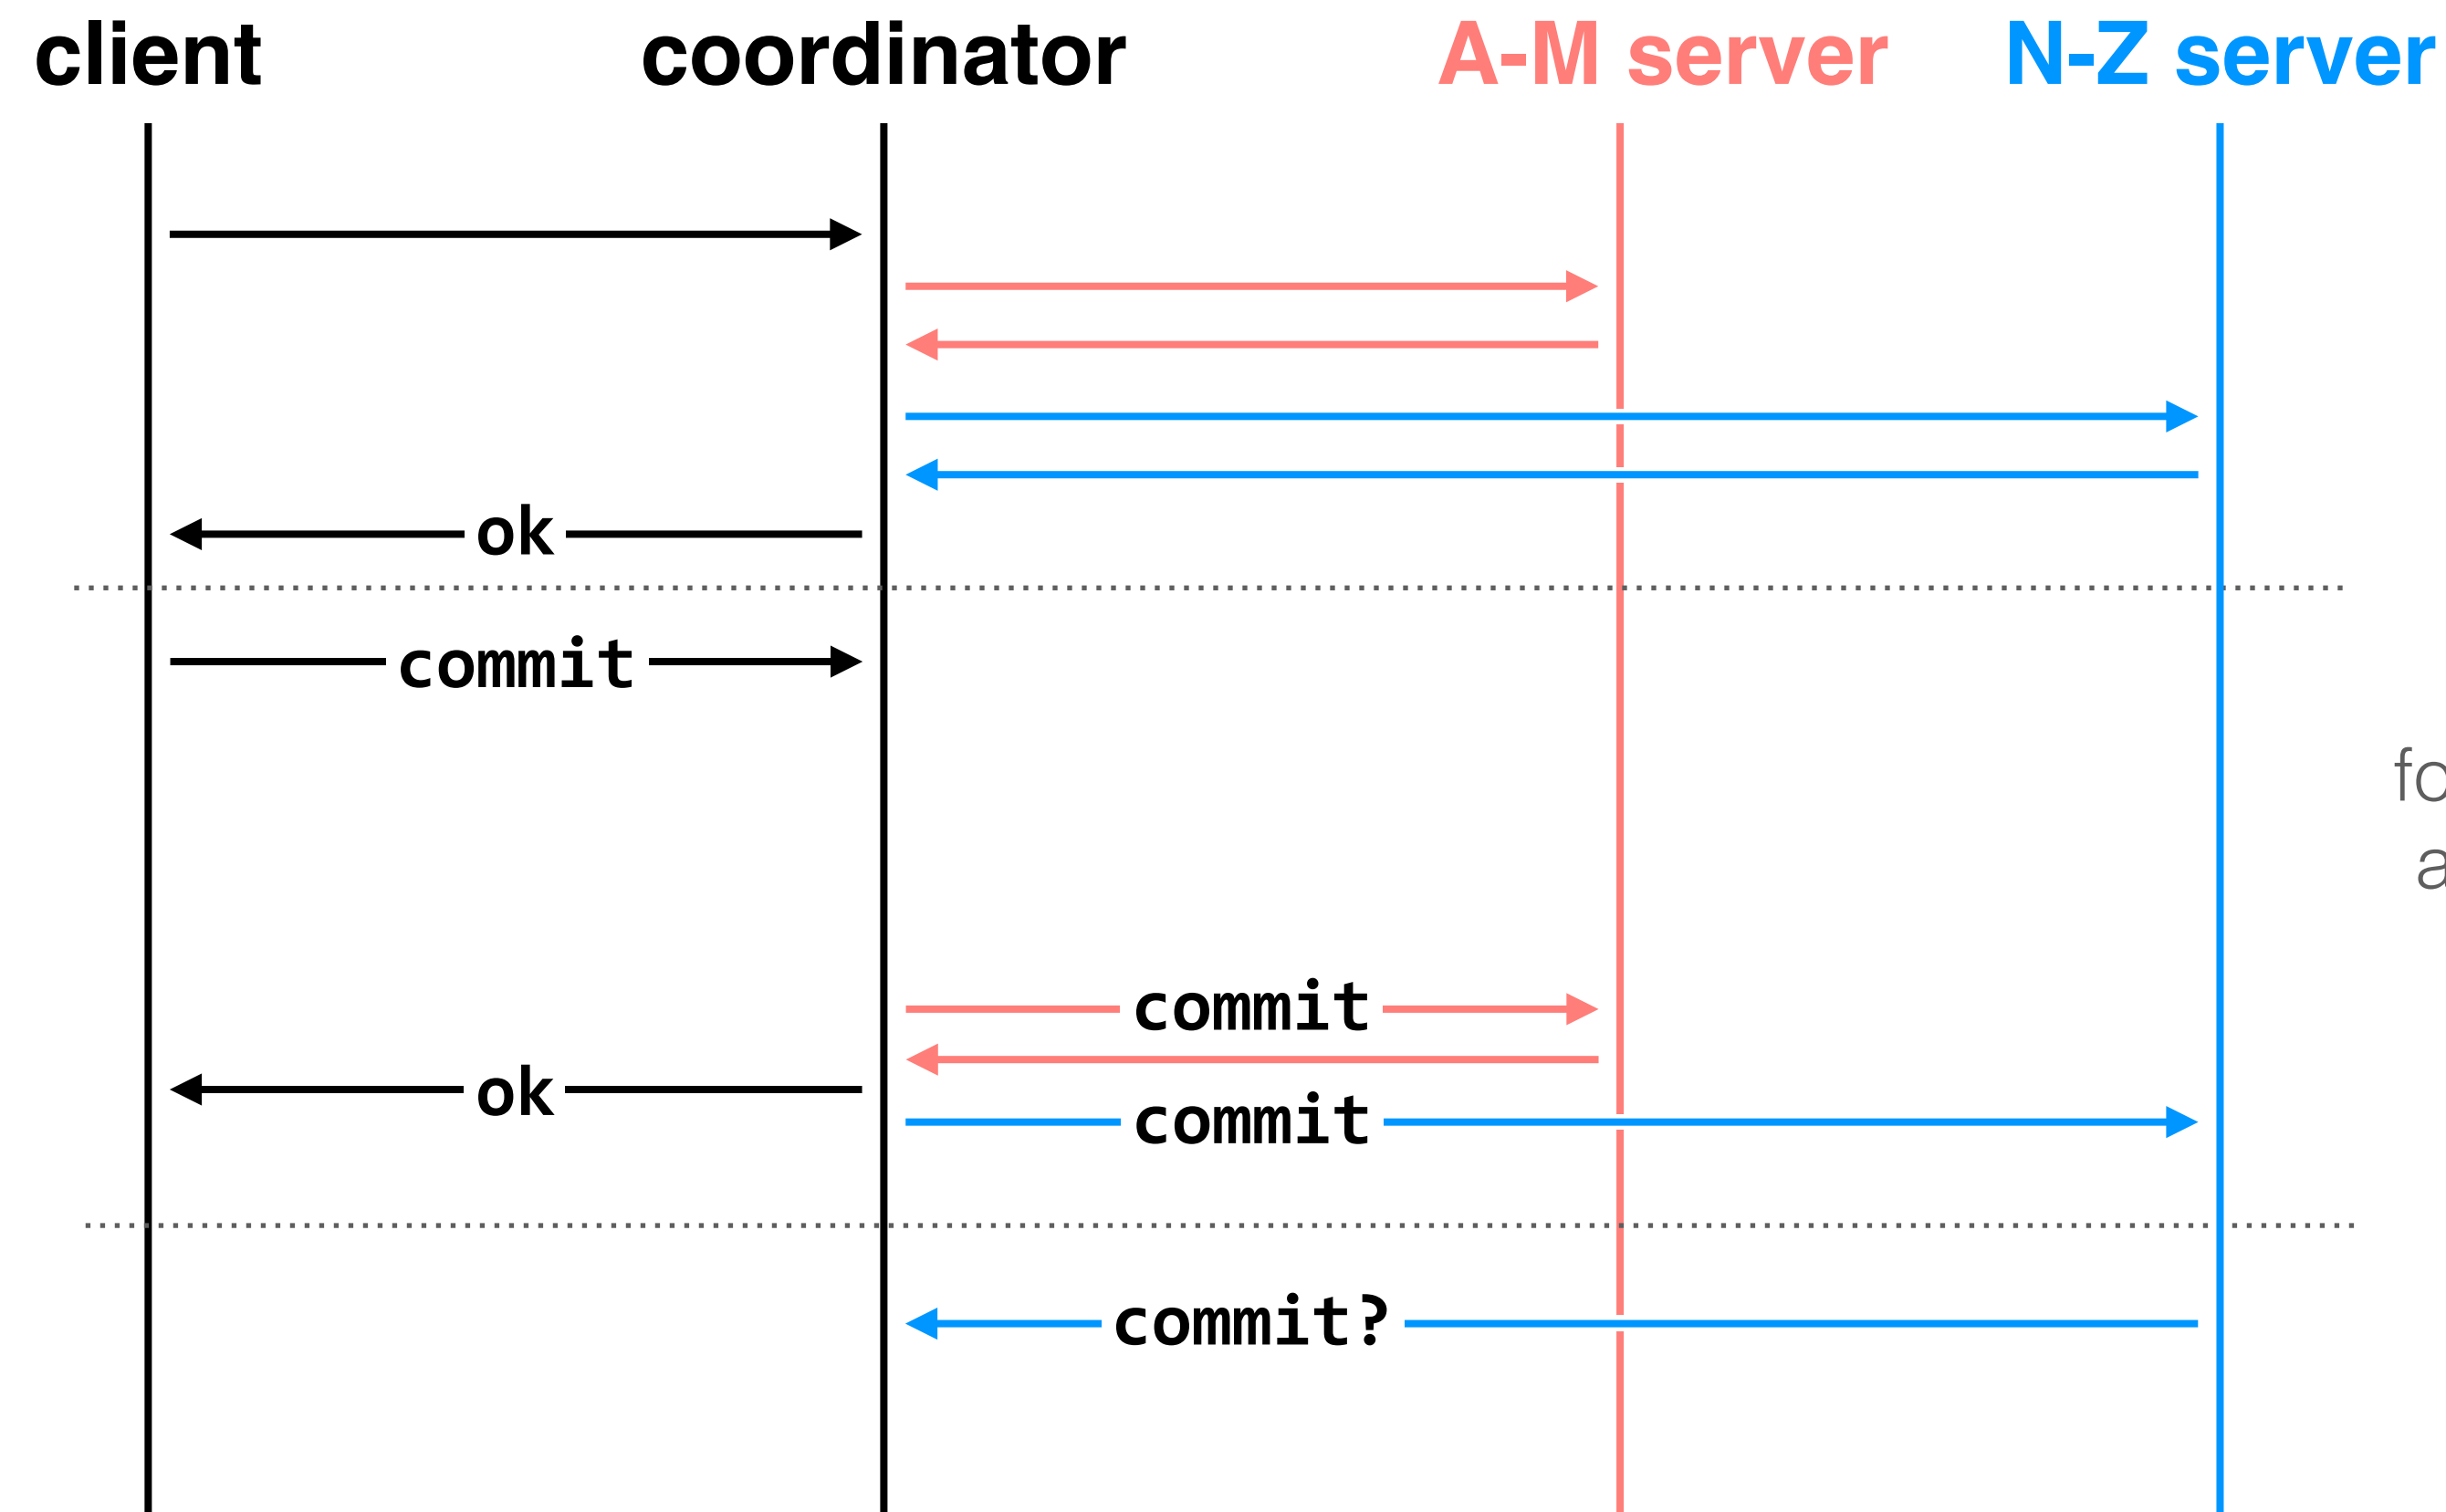 client coordinator A-M server N-Z server
ok
commit
commit
ok
commit
commit?